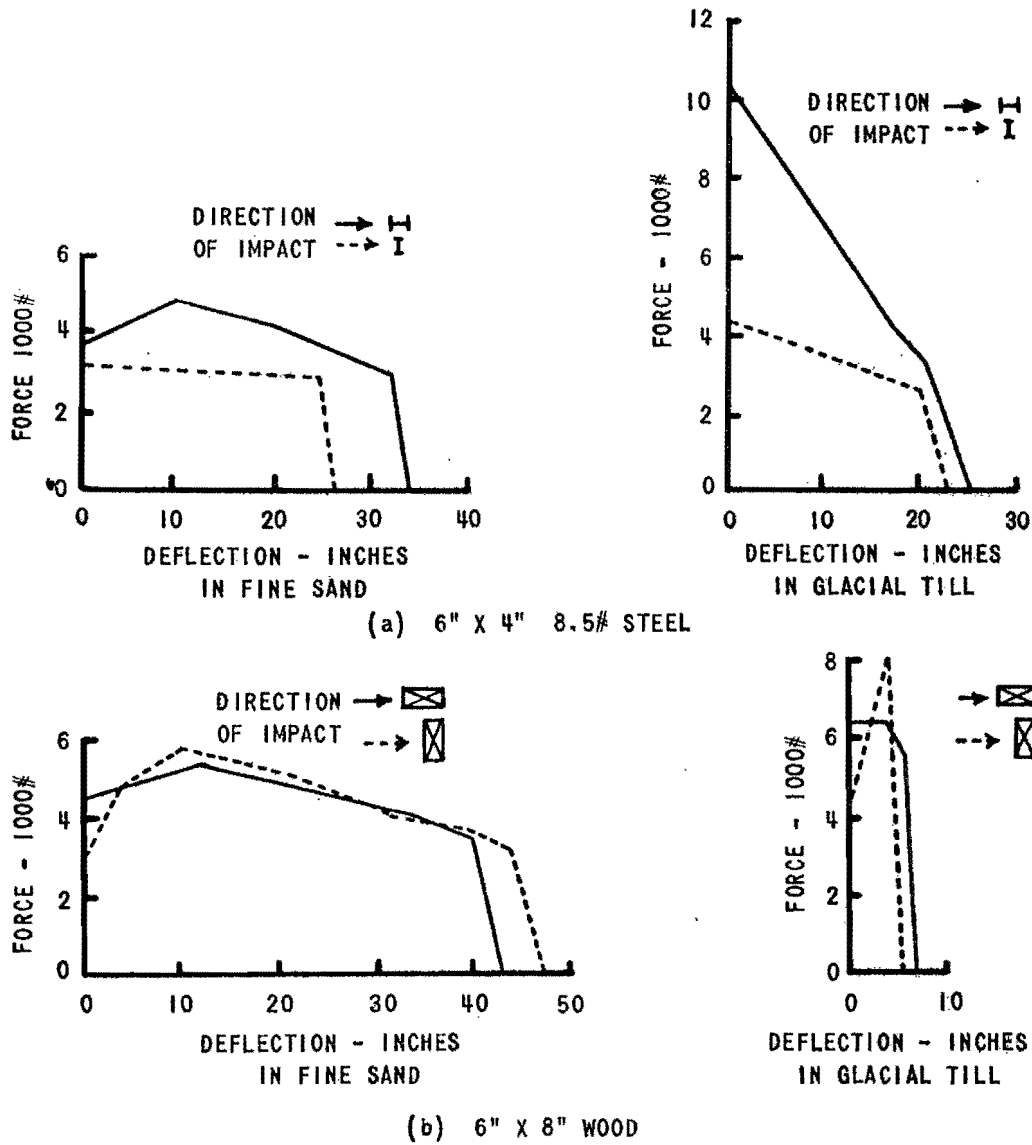 DIRECTION
OF IMPACT
6
4
2
0
FORCE 1000#
0 10 20 30 40
DEFLECTION - INCHES
IN FINE SAND
DIRECTION
OF IMPACT
12
10
8
6
4
2
0
FORCE - 1000#
0 10 20 30
DEFLECTION - INCHES
IN GLACIAL TILL
(a) 6" X 4" 8.5# STEEL
DIRECTION
OF IMPACT
6
4
2
0
FORCE - 1000#
0 10 20 30 40 50
DEFLECTION - INCHES
IN FINE SAND
8
6
4
2
0
FORCE - 1000#
0 10
DEFLECTION - INCHES
IN GLACIAL TILL
(b) 6" X 8" WOOD